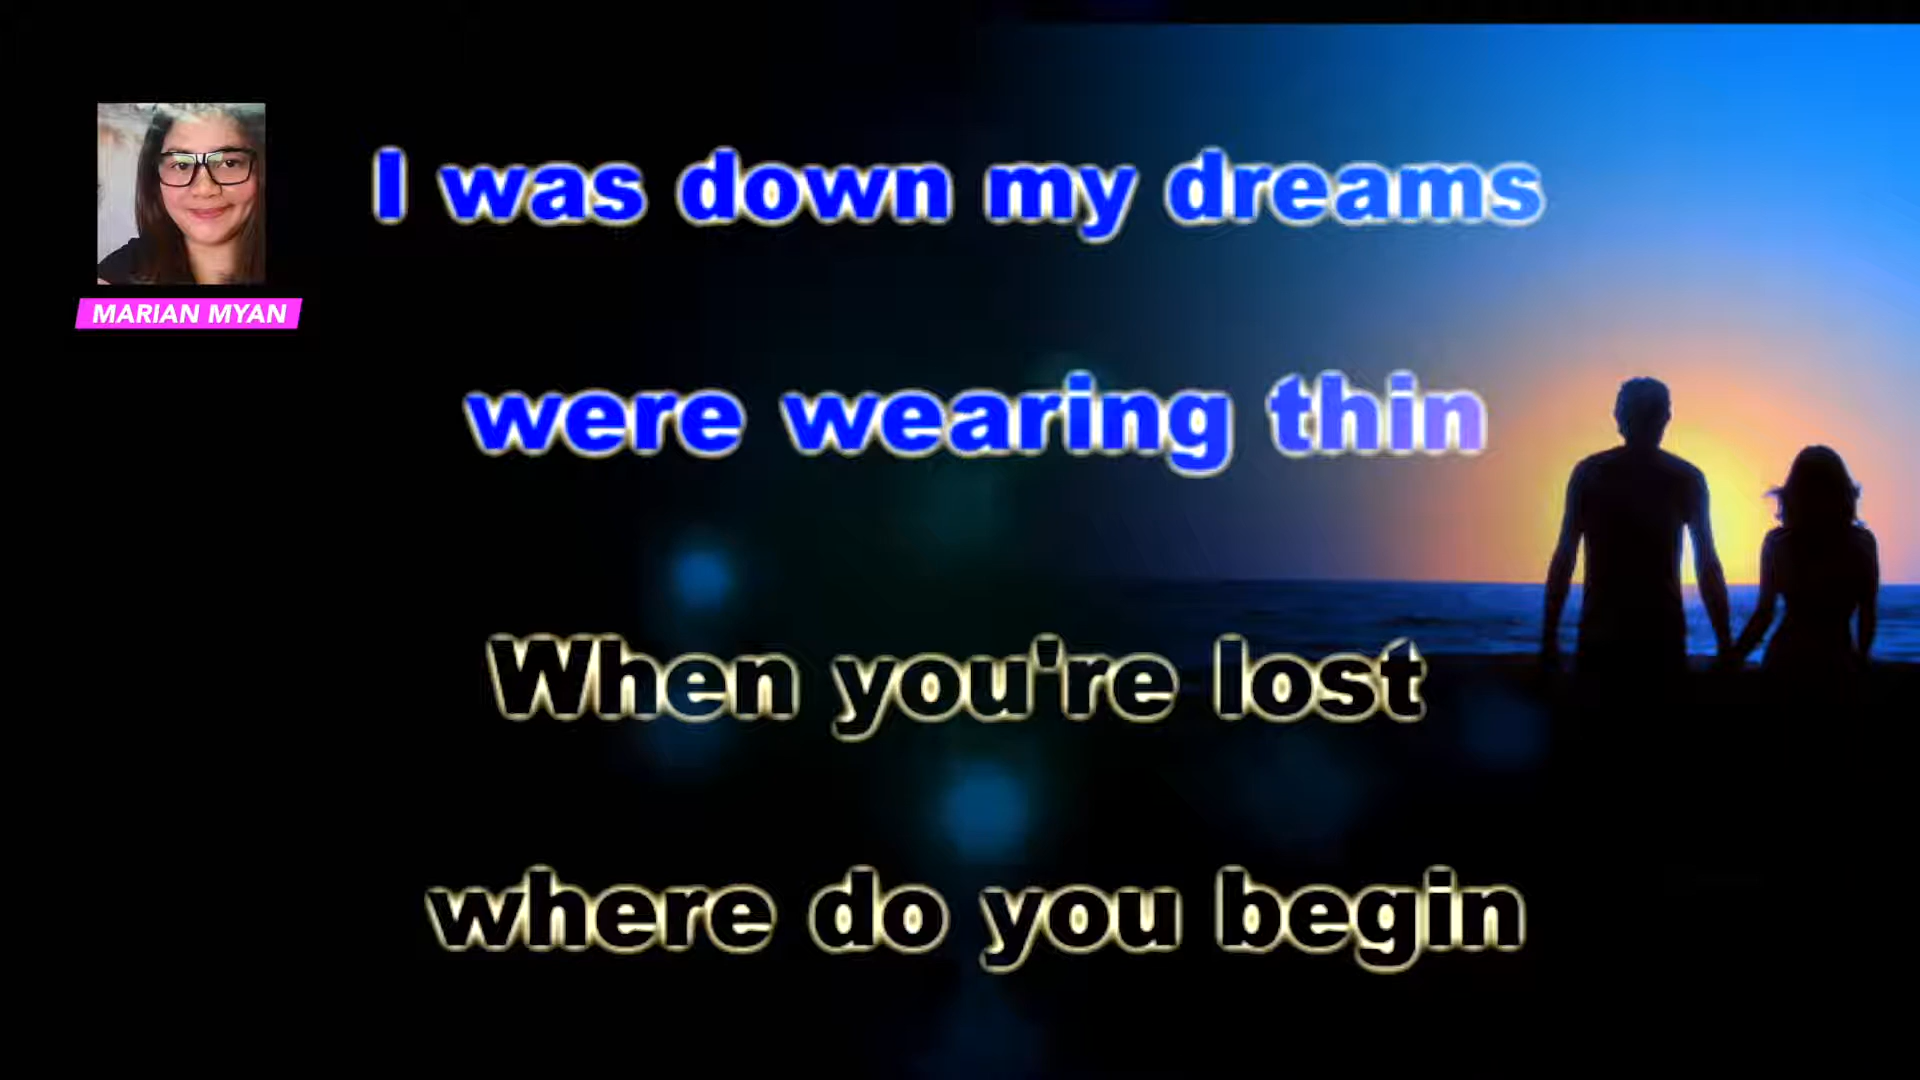 MARIAN MYAN
I was down my dreams
were wearing thin
When you're lost
where do you begin